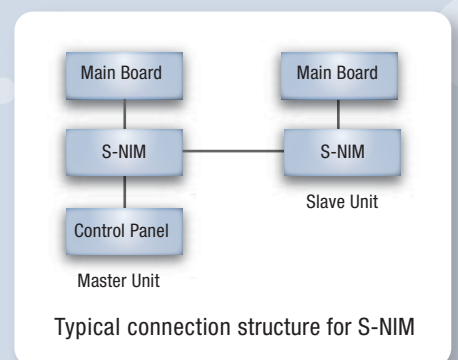 Main Board
Main Board
S-NIM
S-NIM
Slave Unit
Control Panel
Master Unit
Typical connection structure for S-NIM